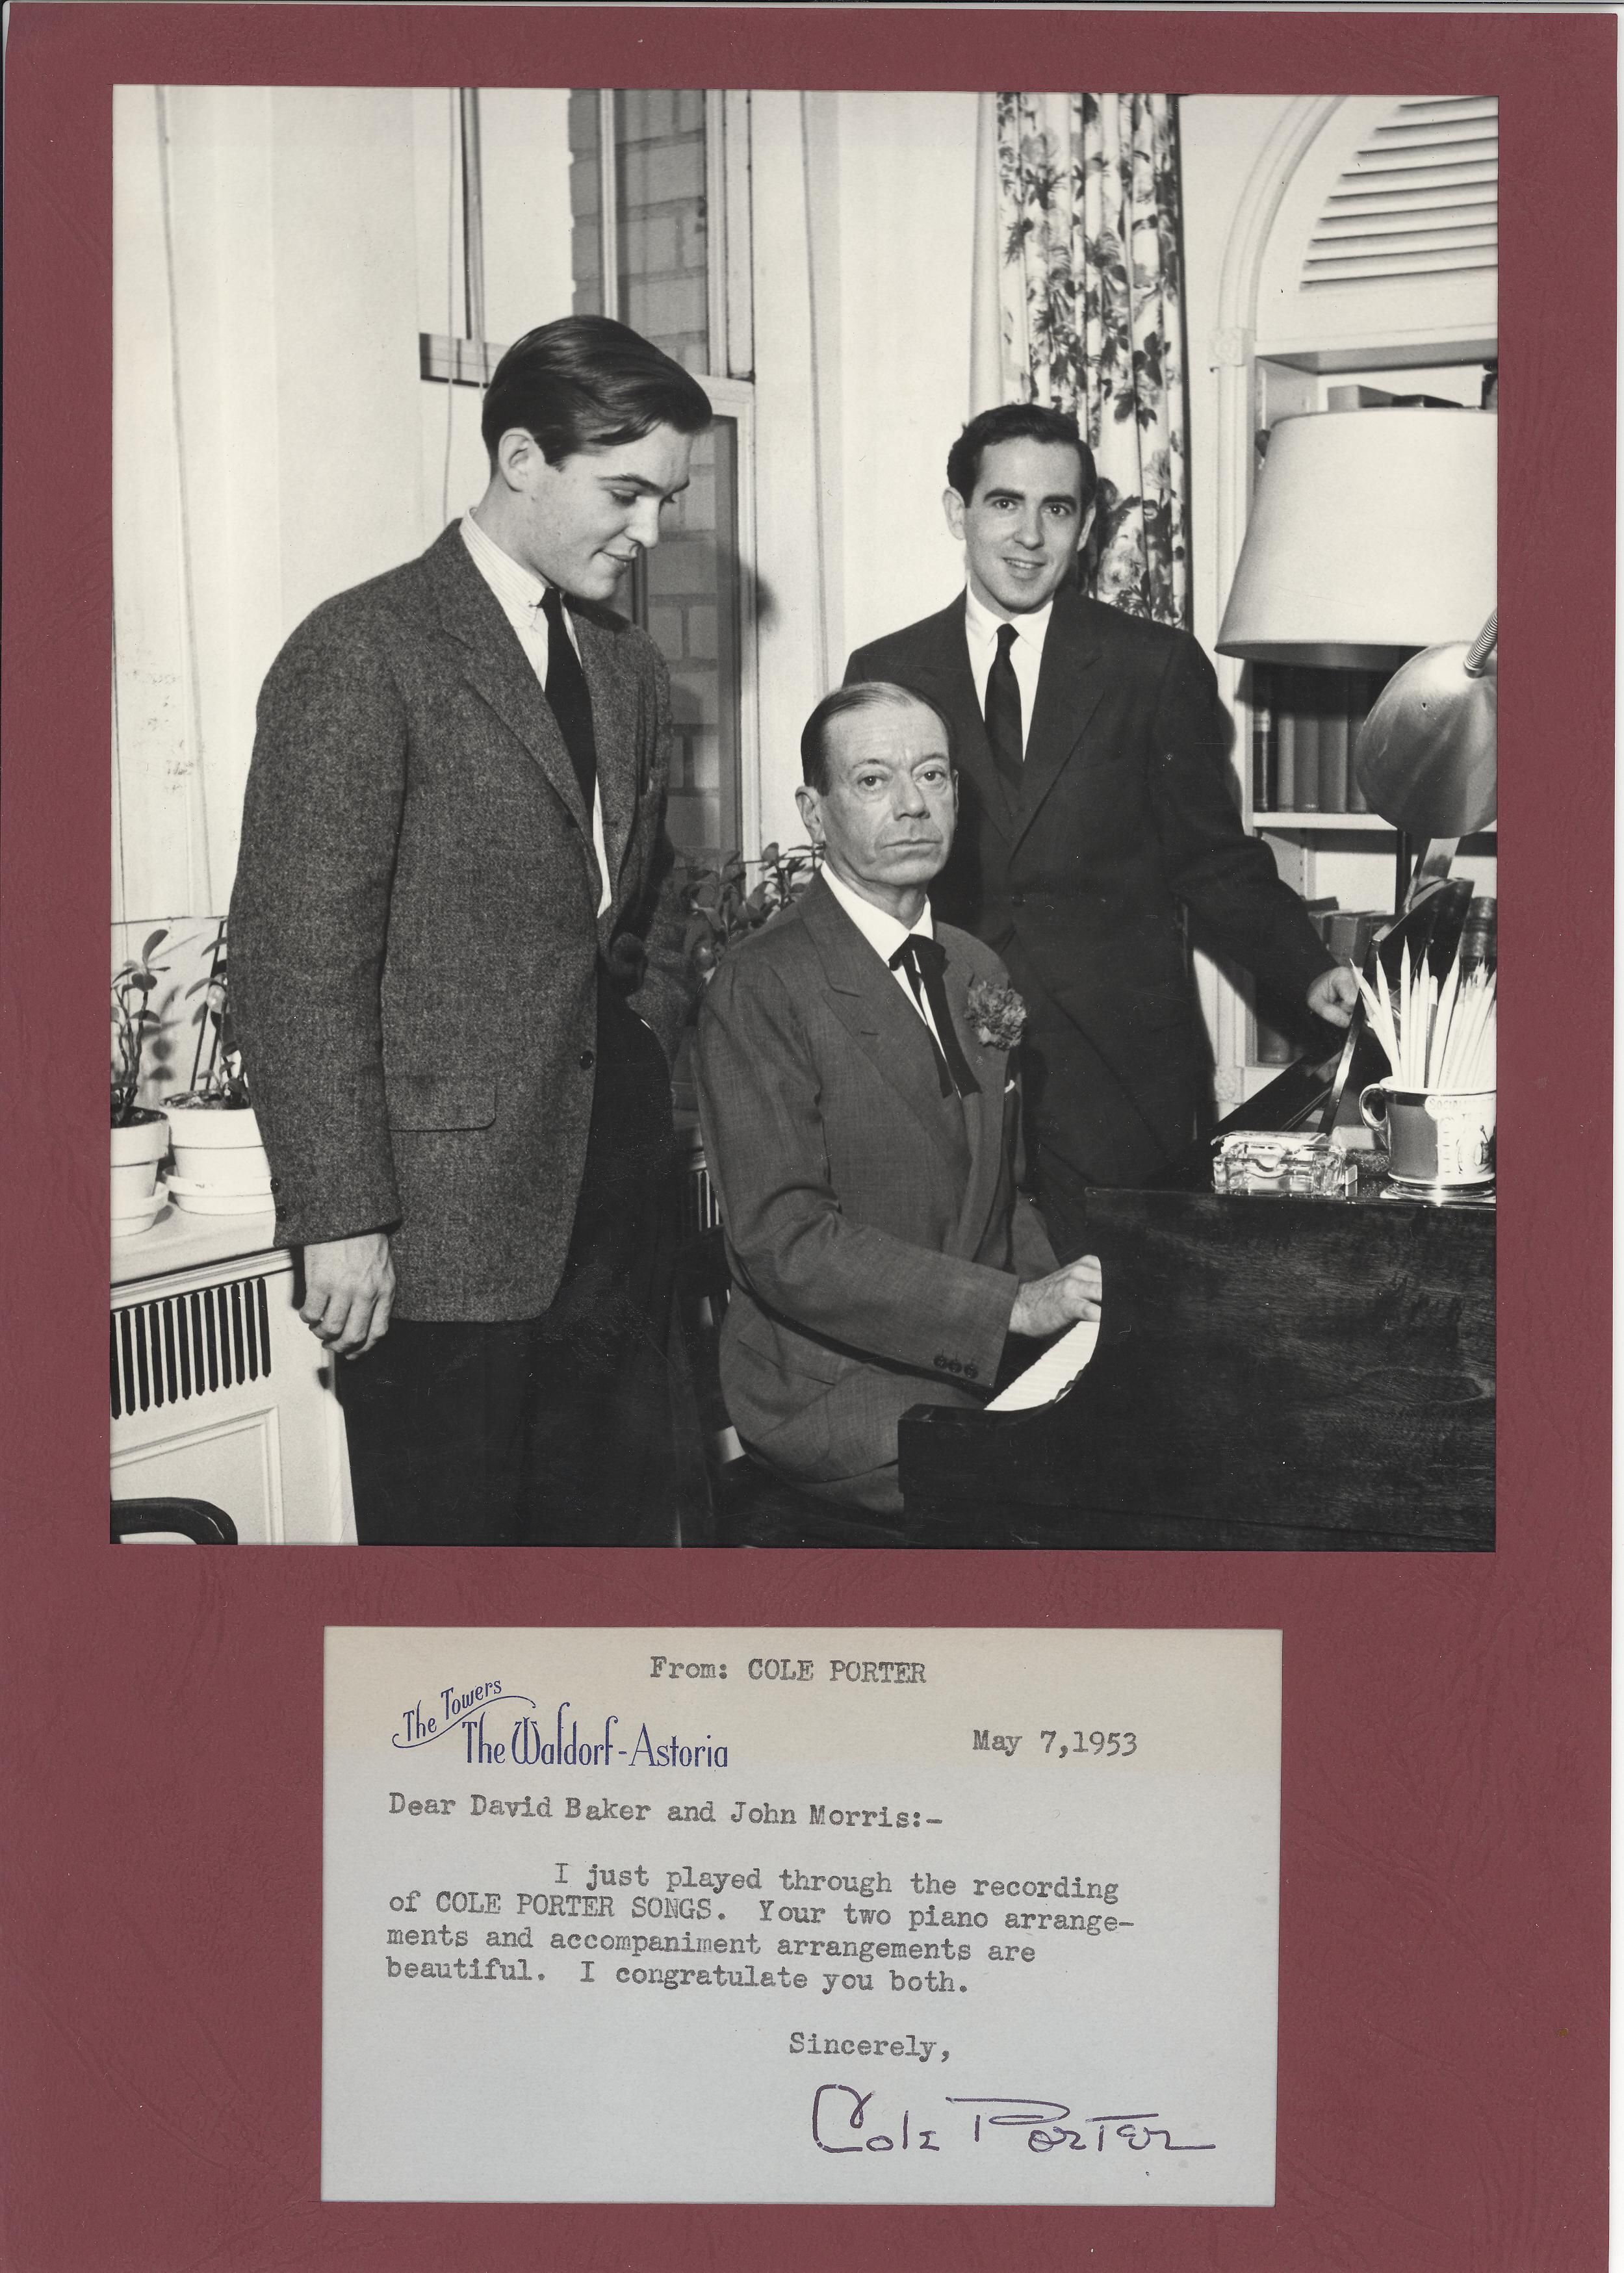 From: COLE PORTER
The Towers
The Waldorf-Astoria
May 7,1953
Dear David Baker and John Morris:-
I just played through the recording
of COLE PORTER SONGS. Your two piano arrange-
ments and accompaniment arrangements are
beautiful. I congratulate you both.
Sincerely,
Cole Porter